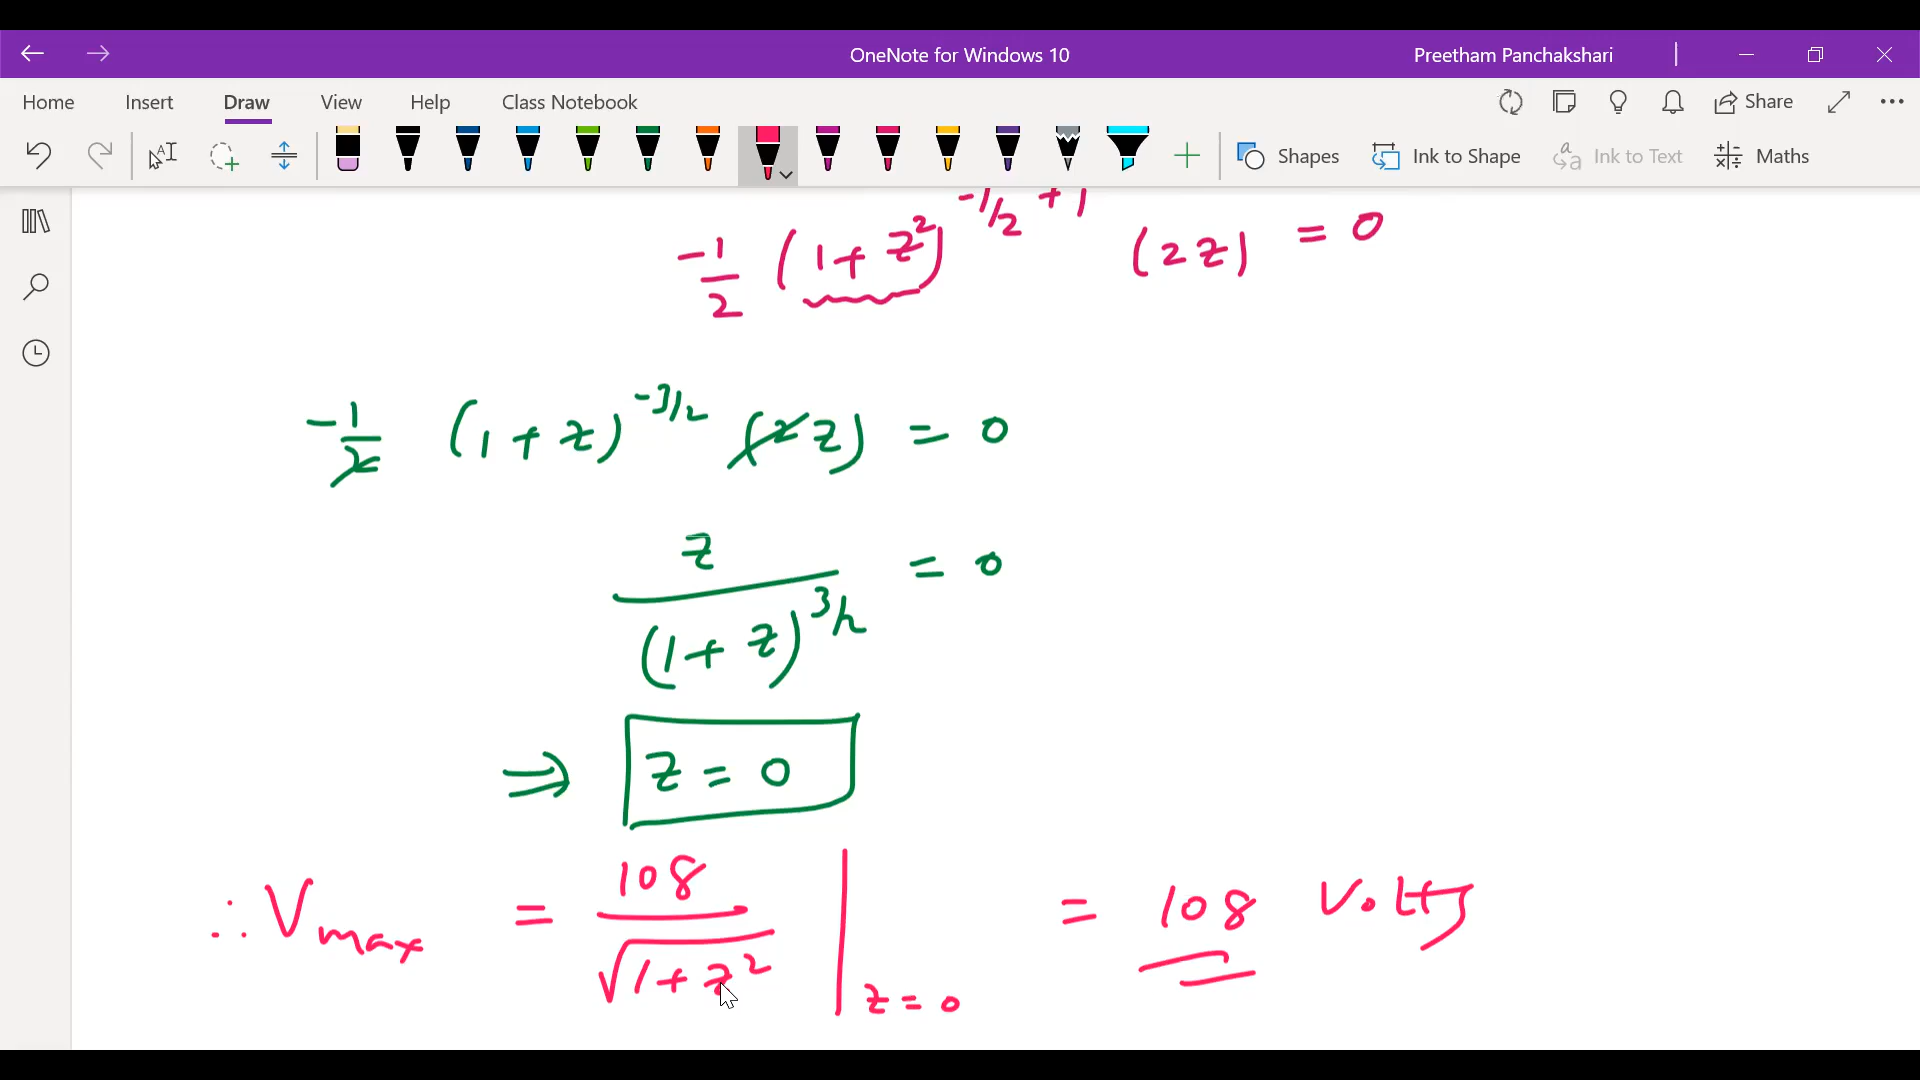 OneNote for Windows 10
Preetham Panchakshari
Home Insert Draw View Help Class Notebook
Share
Shapes
Ink to Shape
Ink to Text
Maths
-1/2 (1 + z²)^(-1/2 + 1) (2z) = 0
-1/2 (1 + z)^(-3/2) (2z) = 0
z / (1 + z)^(3/2) = 0
⇒ z = 0
∴ Vmax = 108 / √(1 + z²) | z = 0 = 108 Volts